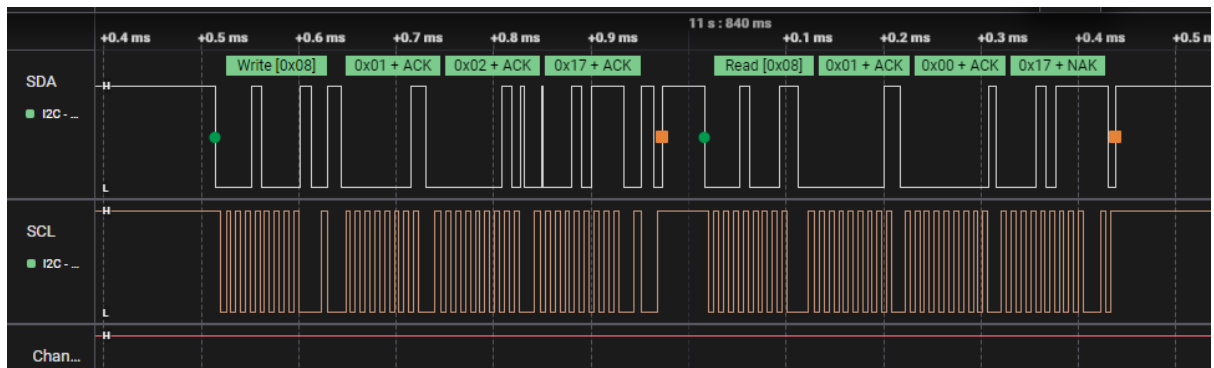 11 s : 840 ms
+0.4 ms +0.5 ms +0.6 ms +0.7 ms +0.8 ms +0.9 ms +0.1 ms +0.2 ms +0.3 ms +0.4 ms +0.5 m
Write [0x08] 0x01 + ACK 0x02 + ACK 0x17 + ACK Read [0x08] 0x01 + ACK 0x00 + ACK 0x17 + NAK
SDA
H
I2C - ...
L
H
SCL
I2C - ...
L
H
Chan...